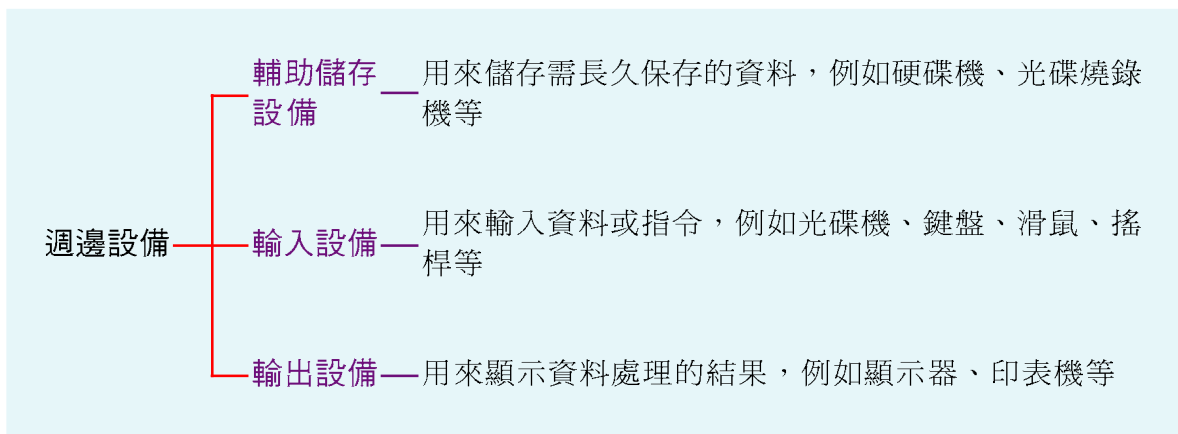 週邊設備
輔助儲存
設備
用來儲存需長久保存的資料，例如硬碟機、光碟燒錄
機等
輸入設備
用來輸入資料或指令，例如光碟機、鍵盤、滑鼠、搖
桿等
輸出設備
用來顯示資料處理的結果，例如顯示器、印表機等